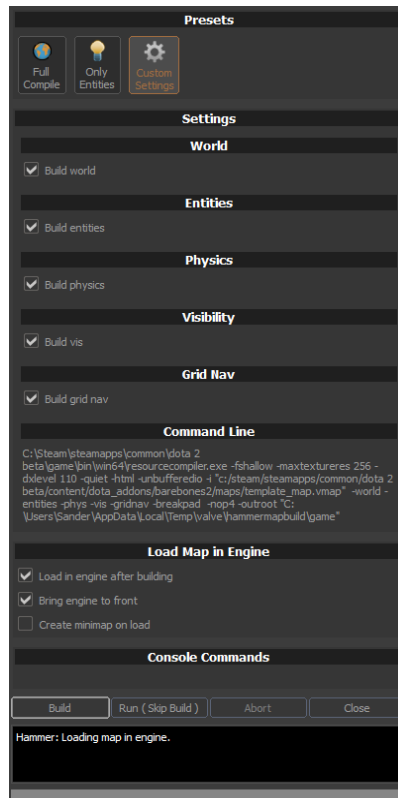 Presets
Full
Compile
Only
Entities
Custom
Settings
Settings
World
Build world
Entities
Build entities
Physics
Build physics
Visibility
Build vis
Grid Nav
Build grid nav
Command Line
C:\Steam\steamapps\common\dota 2
beta\game\bin\win64\resourcecompiler.exe -fshallow -maxtextureres 256 -
dxlevel 110 -quiet -html -unbufferedio -i "c:/steam/steamapps/common/dota 2
beta/content/dota_addons/barebones2/maps/template_map.vmap"  -world -
entities -phys -vis -gridnav -breakpad  -nop4 -outroot "C:
\Users\Sander\AppData\Local\Temp\valve\hammermapbuild\game"
Load Map in Engine
Load in engine after building
Bring engine to front
Create minimap on load
Console Commands
Build Run ( Skip Build ) Abort Close
Hammer: Loading map in engine.